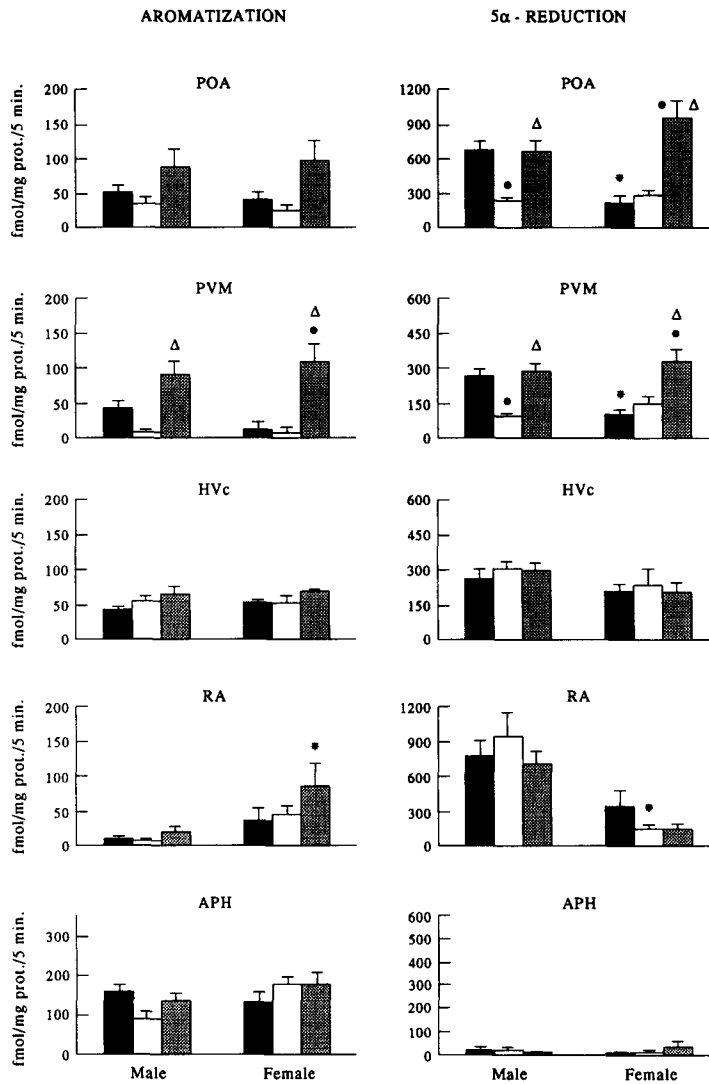 AROMATIZATION
5α - REDUCTION
POA
fmol/mg prot./5 min.
200
150
100
50
0
POA
1200
900
600
300
0
● Δ
Δ
●
*
PVM
fmol/mg prot./5 min.
200
150
100
50
0
Δ
Δ
●
PVM
600
450
300
150
0
Δ
●
Δ
●
*
HVc
fmol/mg prot./5 min.
200
150
100
50
0
HVc
600
450
300
150
0
RA
fmol/mg prot./5 min.
200
150
100
50
0
*
RA
1200
900
600
300
0
*
APH
fmol/mg prot./5 min.
300
200
100
0
Male Female
APH
600
500
400
300
200
100
0
Male Female